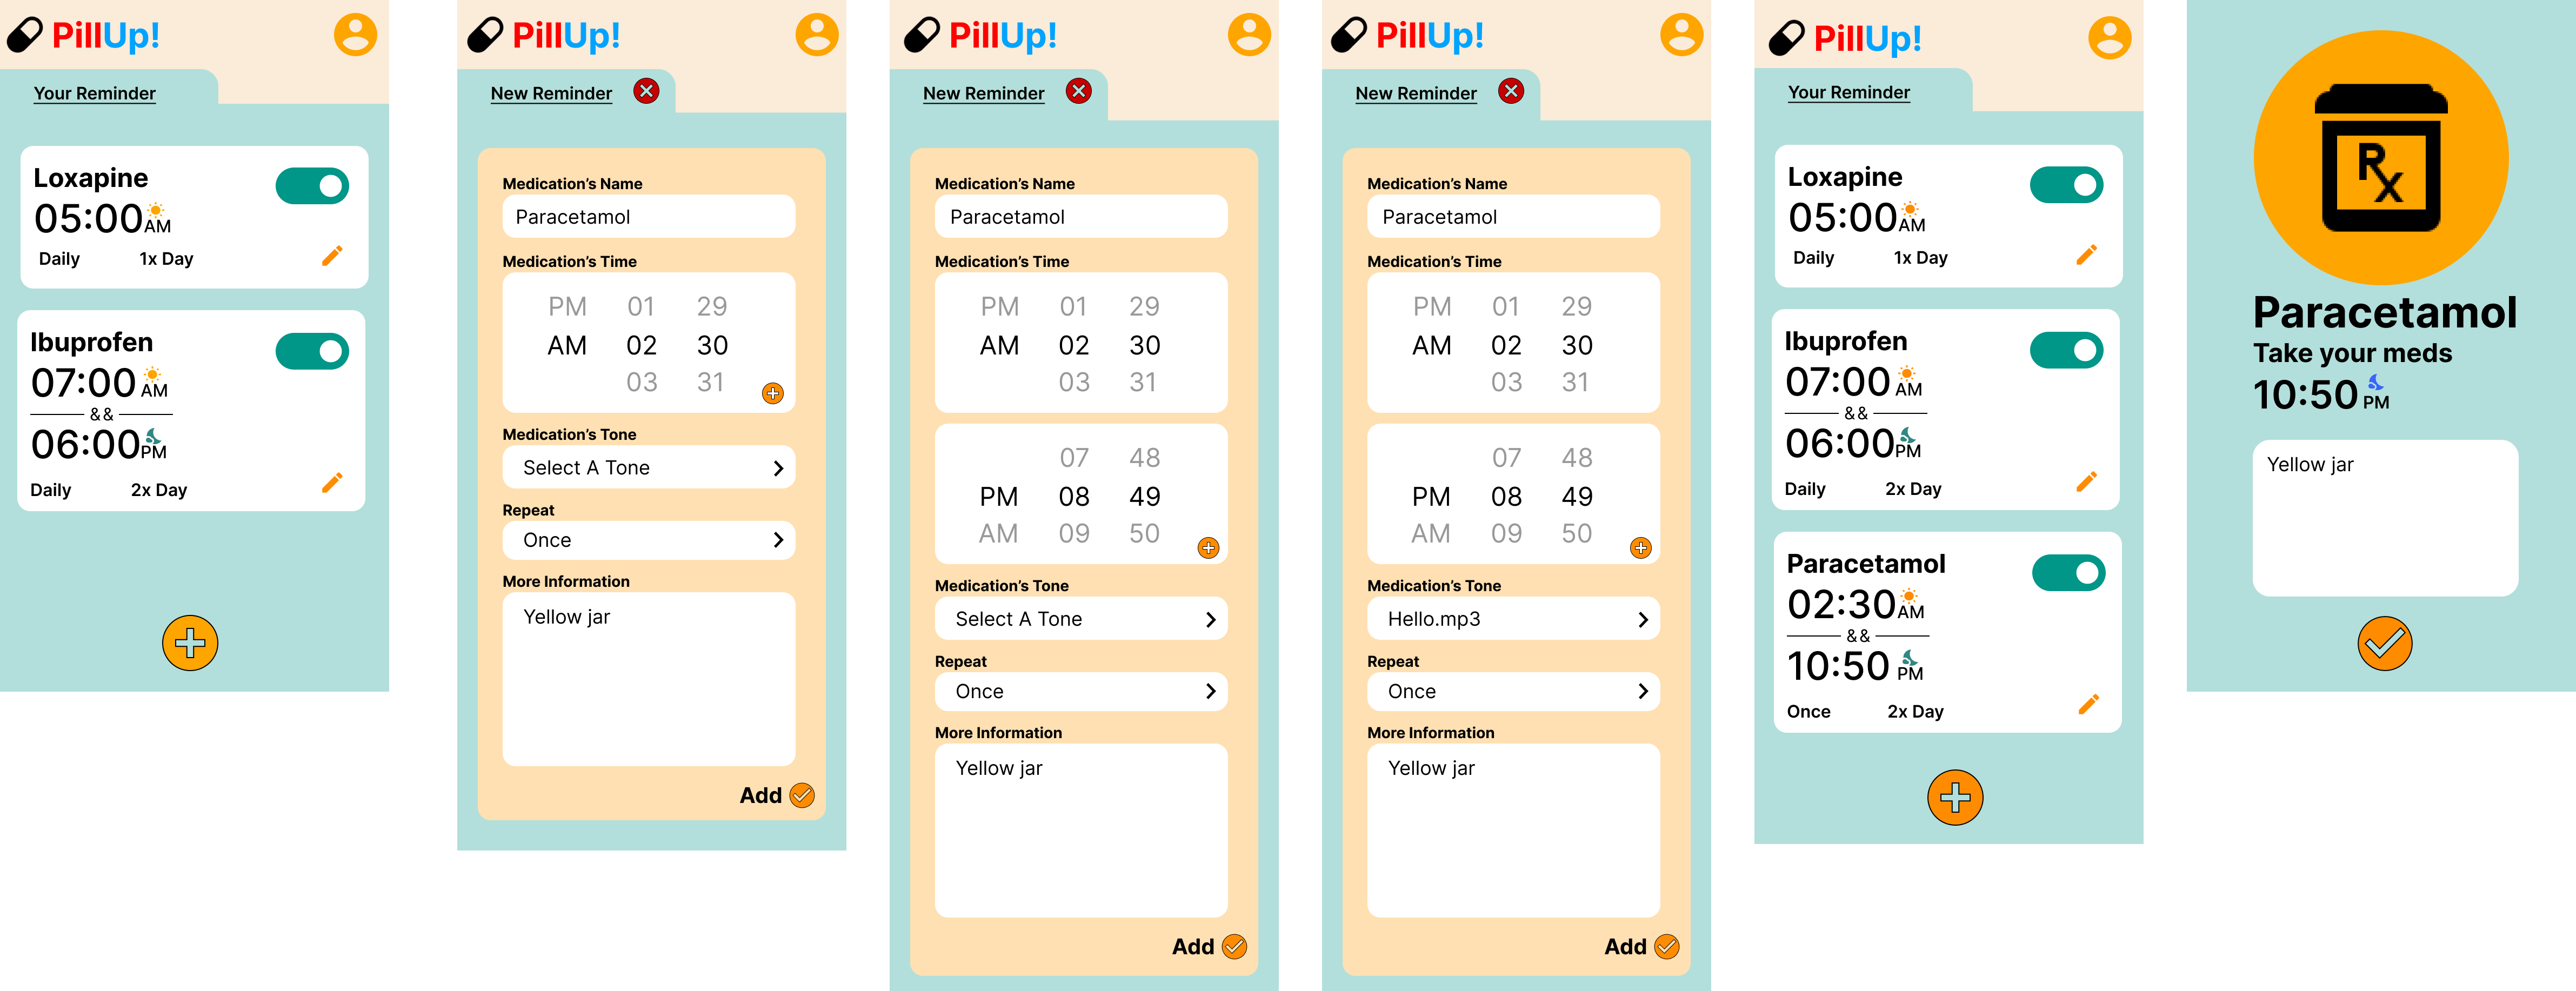 PillUp!
Your Reminder
Loxapine
05:00 AM
Daily 1x Day
Ibuprofen
07:00 AM
&&
06:00 PM
Daily 2x Day
PillUp!
New Reminder
Medication's Name
Paracetamol
Medication's Time
PM 01 29
AM 02 30
03 31
Medication's Tone
Select A Tone
Repeat
Once
More Information
Yellow jar
Add
PillUp!
New Reminder
Medication's Name
Paracetamol
Medication's Time
PM 01 29
AM 02 30
03 31
07 48
PM 08 49
AM 09 50
Medication's Tone
Select A Tone
Repeat
Once
More Information
Yellow jar
Add
PillUp!
New Reminder
Medication's Name
Paracetamol
Medication's Time
PM 01 29
AM 02 30
03 31
07 48
PM 08 49
AM 09 50
Medication's Tone
Hello.mp3
Repeat
Once
More Information
Yellow jar
Add
PillUp!
Your Reminder
Loxapine
05:00 AM
Daily 1x Day
Ibuprofen
07:00 AM
&&
06:00 PM
Daily 2x Day
Paracetamol
02:30 AM
&&
10:50 PM
Once 2x Day
Rx
Paracetamol
Take your meds
10:50 PM
Yellow jar